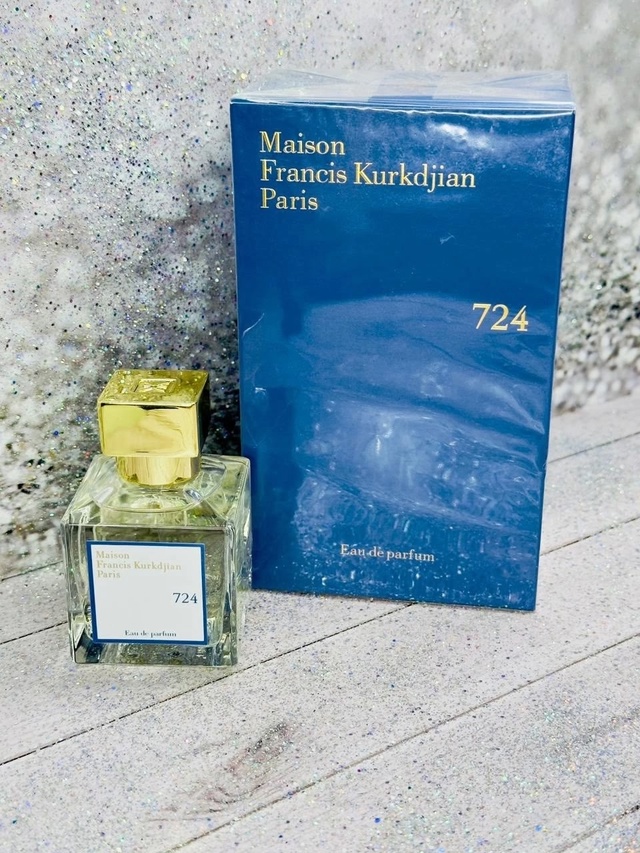 Maison
Francis Kurkdjian
Paris
724
Eau de parfum
Maison
Francis Kurkdjian
Paris
724
Eau de parfum